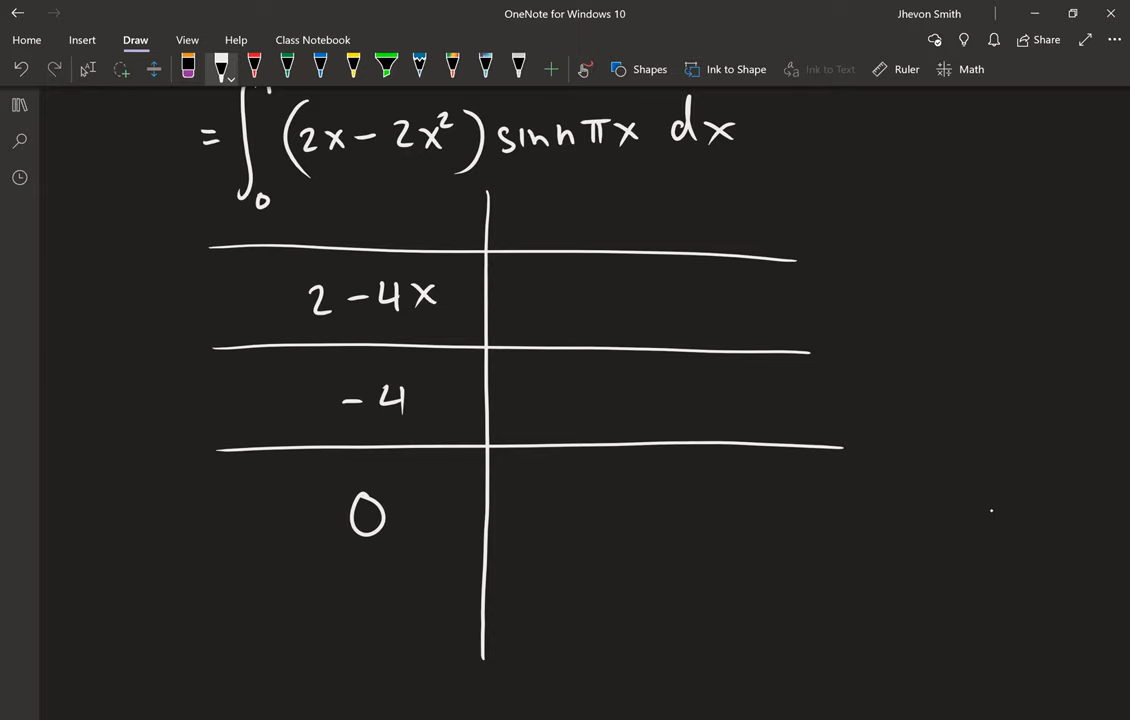 OneNote for Windows 10
Jhevon Smith
Home Insert Draw View Help Class Notebook
Share
Shapes Ink to Shape Ink to Text Ruler Math
= ∫₀ (2x - 2x²) sin nπx dx
2 - 4x
- 4
0